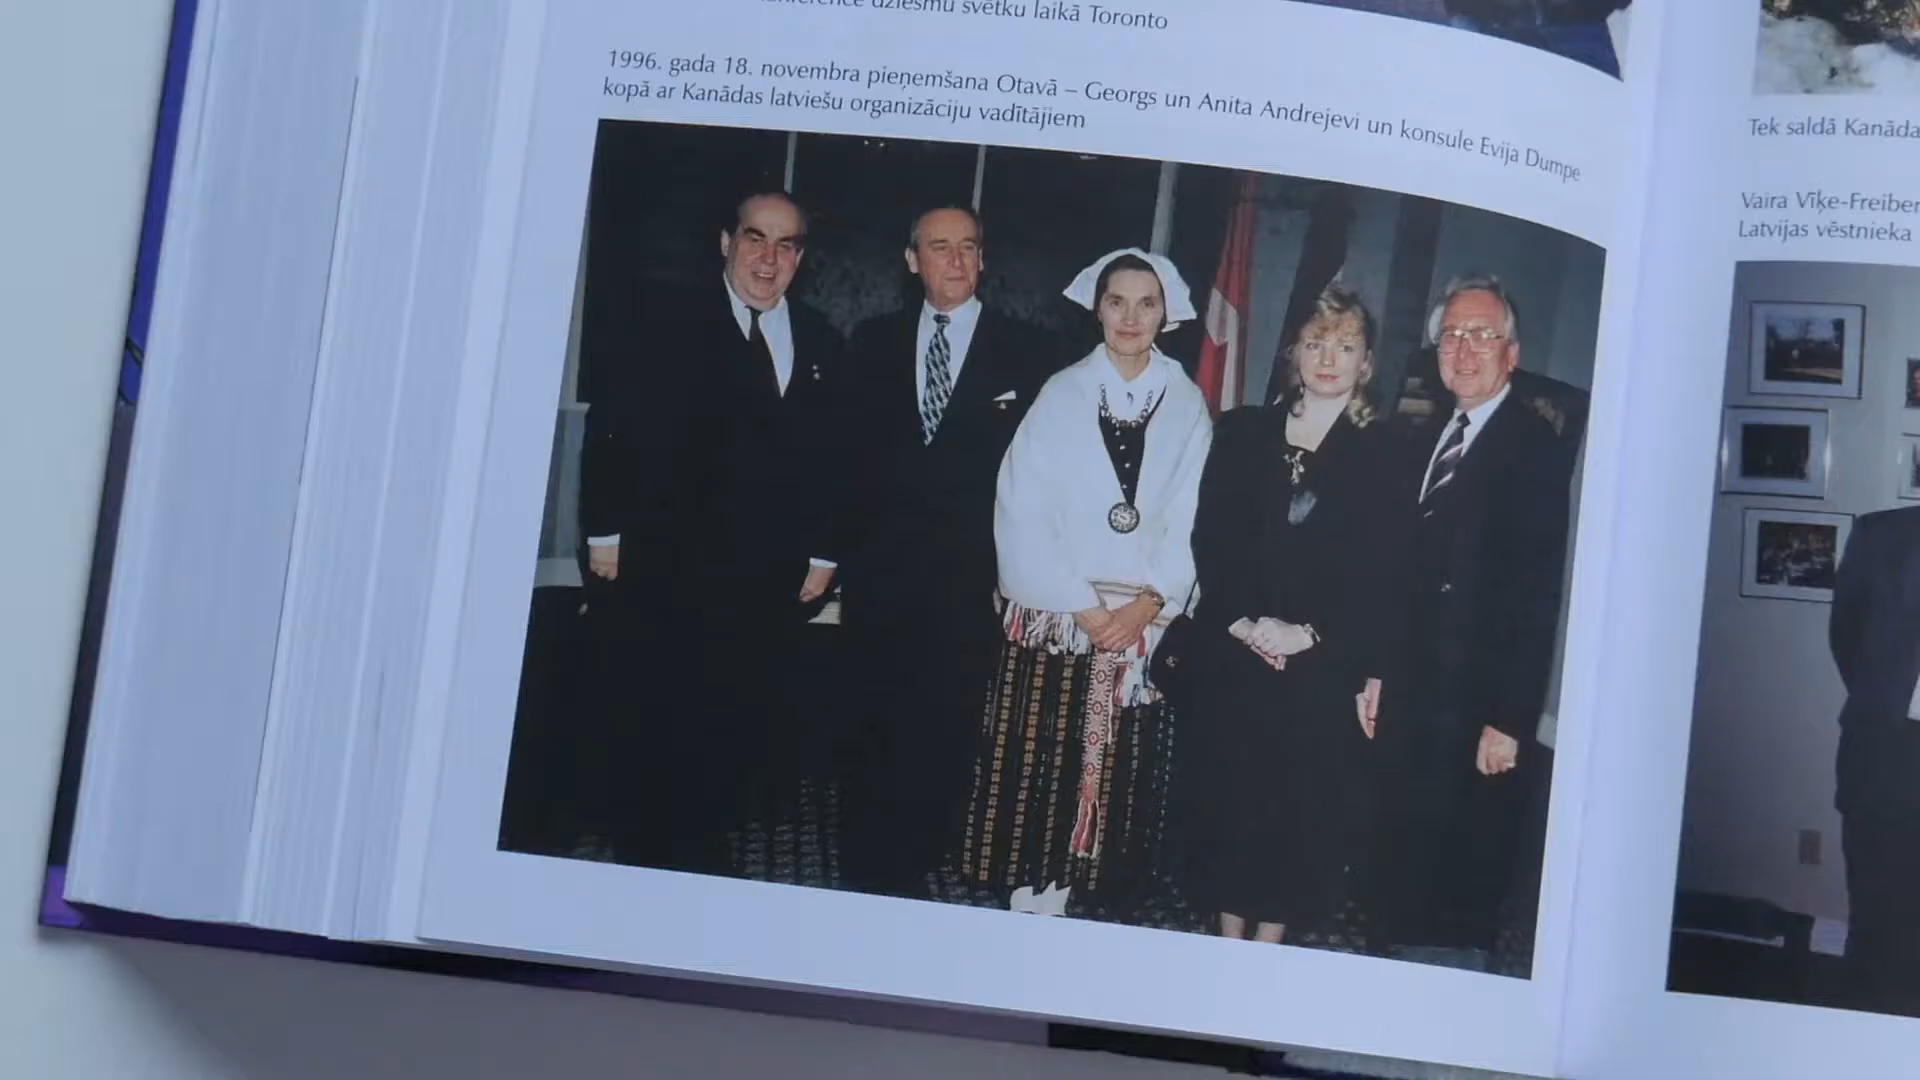 dziesmu svētku laikā Toronto
1996. gada 18. novembra pieņemšana Otavā – Georgs un Anita Andrejevi un konsule Evija Dumpe
kopā ar Kanādas latviešu organizāciju vadītājiem
Tek saldā Kanāda
Vaira Vīķe-Freiber
Latvijas vēstnieka